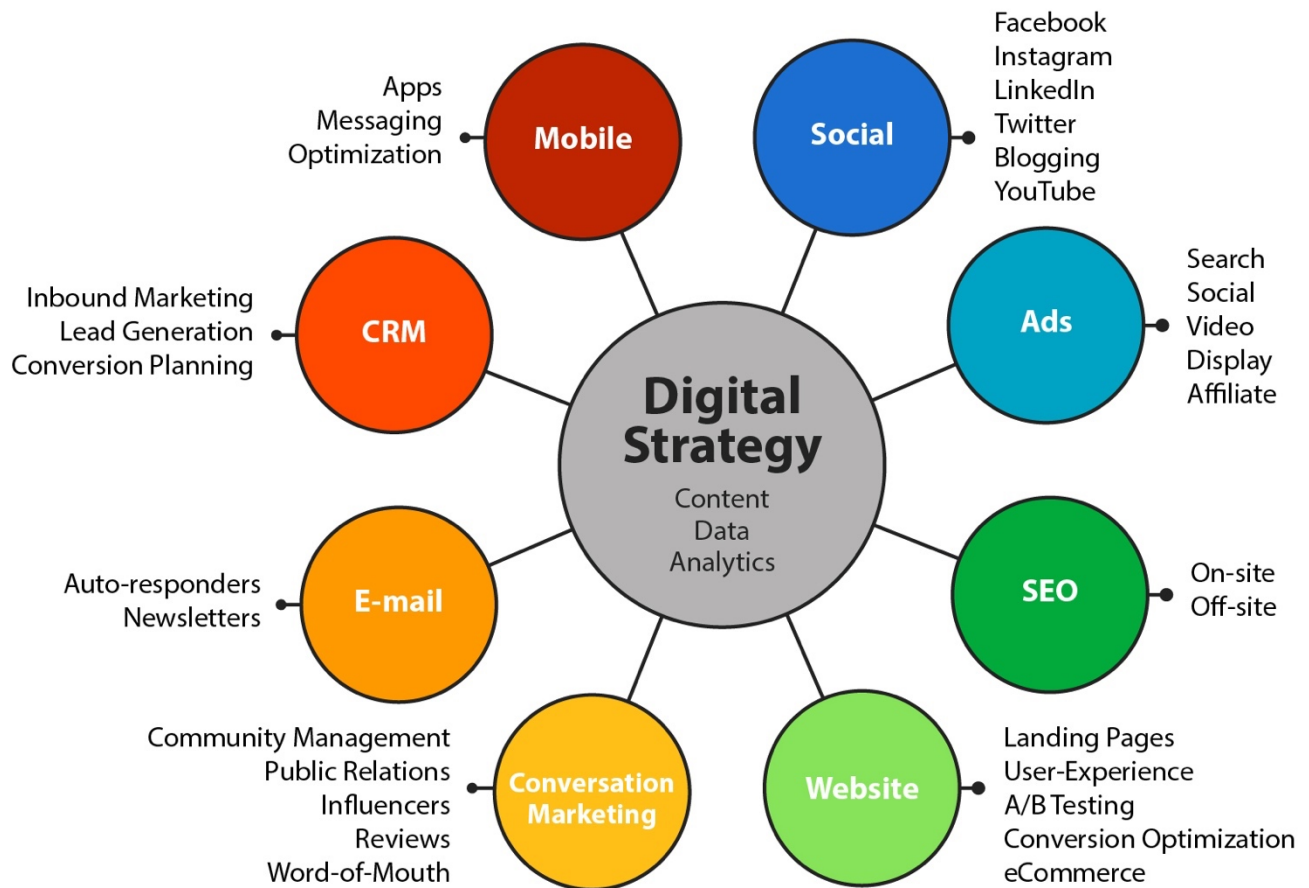 Digital
Strategy
Content
Data
Analytics
Social
Facebook
Instagram
LinkedIn
Twitter
Blogging
YouTube
Ads
Search
Social
Video
Display
Affiliate
SEO
On-site
Off-site
Website
Landing Pages
User-Experience
A/B Testing
Conversion Optimization
eCommerce
Conversation
Marketing
Community Management
Public Relations
Influencers
Reviews
Word-of-Mouth
E-mail
Auto-responders
Newsletters
CRM
Inbound Marketing
Lead Generation
Conversion Planning
Mobile
Apps
Messaging
Optimization